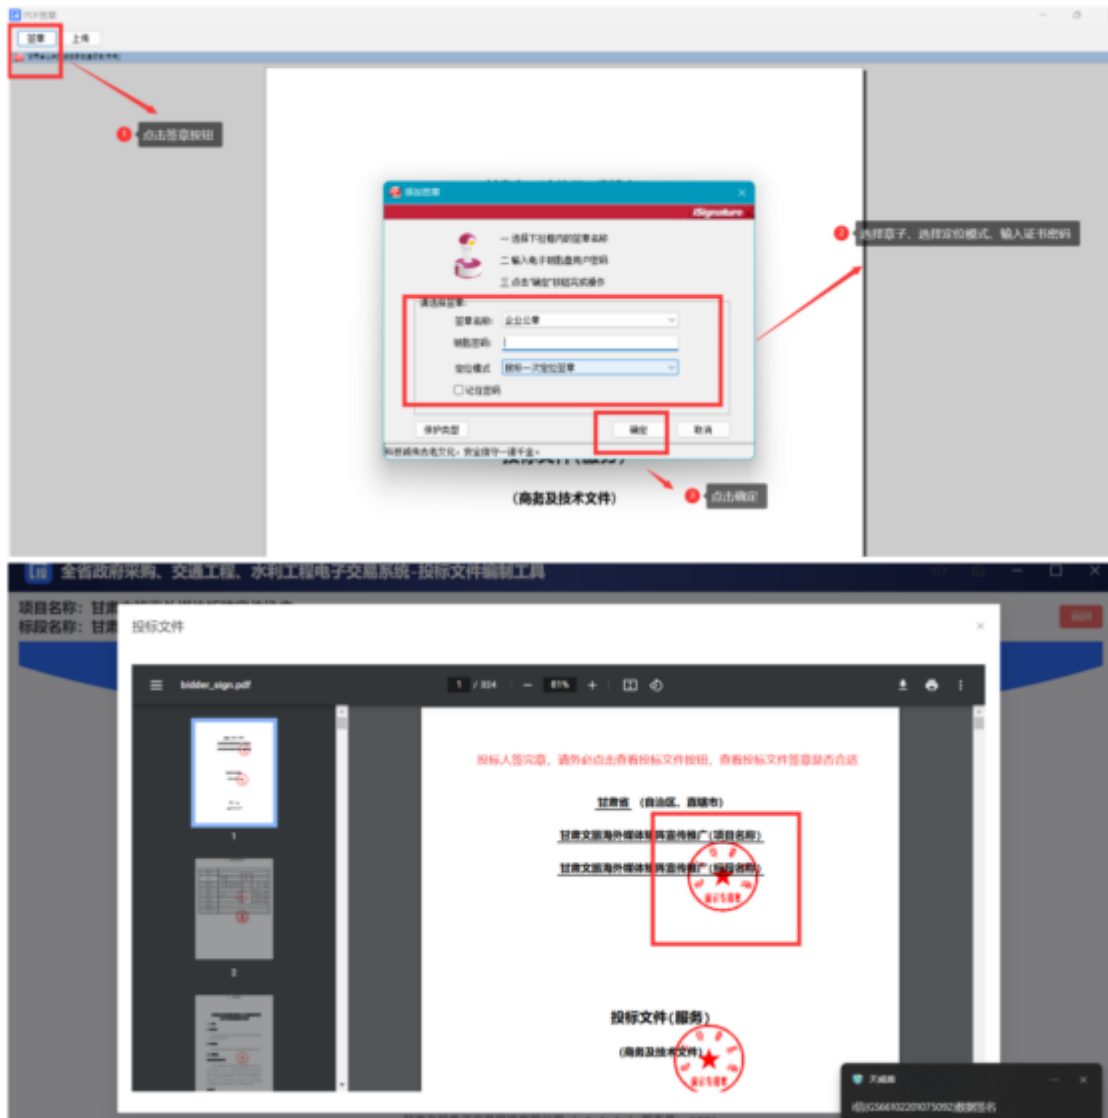 PDF签章
签章 上传
1 点击签章按钮
添加签章
iSignature
一 选择下拉框内的签章名称
二 输入电子钥匙盘用户密码
三 点击"确定"按钮完成操作
2 选择章子、选择定位模式、输入证书密码
请选择签章:
签章名称: 企业公章
钥匙密码:
定位模式
记住密码
保护类型 确定 取消
投标文件(服务)
(商务及技术文件)
3 点击确定
全省政府采购、交通工程、水利工程电子交易系统-投标文件编制工具
项目名称: 甘肃
标段名称: 甘肃
返回
投标文件
bidder_sign.pdf 1 / 324 81%
投标人签完章，请务必点击查看投标文件按钮，查看投标文件签章是否合适
甘肃省 (自治区、直辖市)
甘肃文旅海外媒体矩阵宣传推广(项目名称)
甘肃文旅海外媒体矩阵宣传推广(标段名称)
1
2
投标文件(服务)
(商务及技术文件)
天威盾